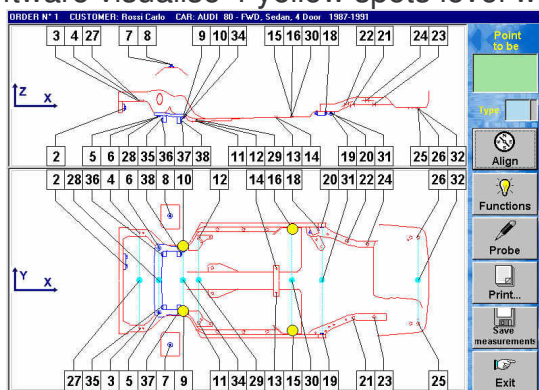 ftware visualise 4 yellow spots level w
ORDER N° 1 CUSTOMER: Rossi Carlo CAR: AUDI 80 - FWD, Sedan, 4 Door 1987-1991
3 4 27 7 8 9 10 34 15 16 30 18 22 21 24 23
Z
X
2 5 6 28 35 36 37 38 11 12 29 13 14 19 20 31 25 26 32
2 28 36 4 6 38 8 10 12 14 16 18 20 31 22 24 26 32
Y
X
27 35 3 5 37 7 9 11 34 29 13 15 30 19 21 23 25
Point
to be
Type
Align
Functions
Probe
Print...
Save
measurements
Exit